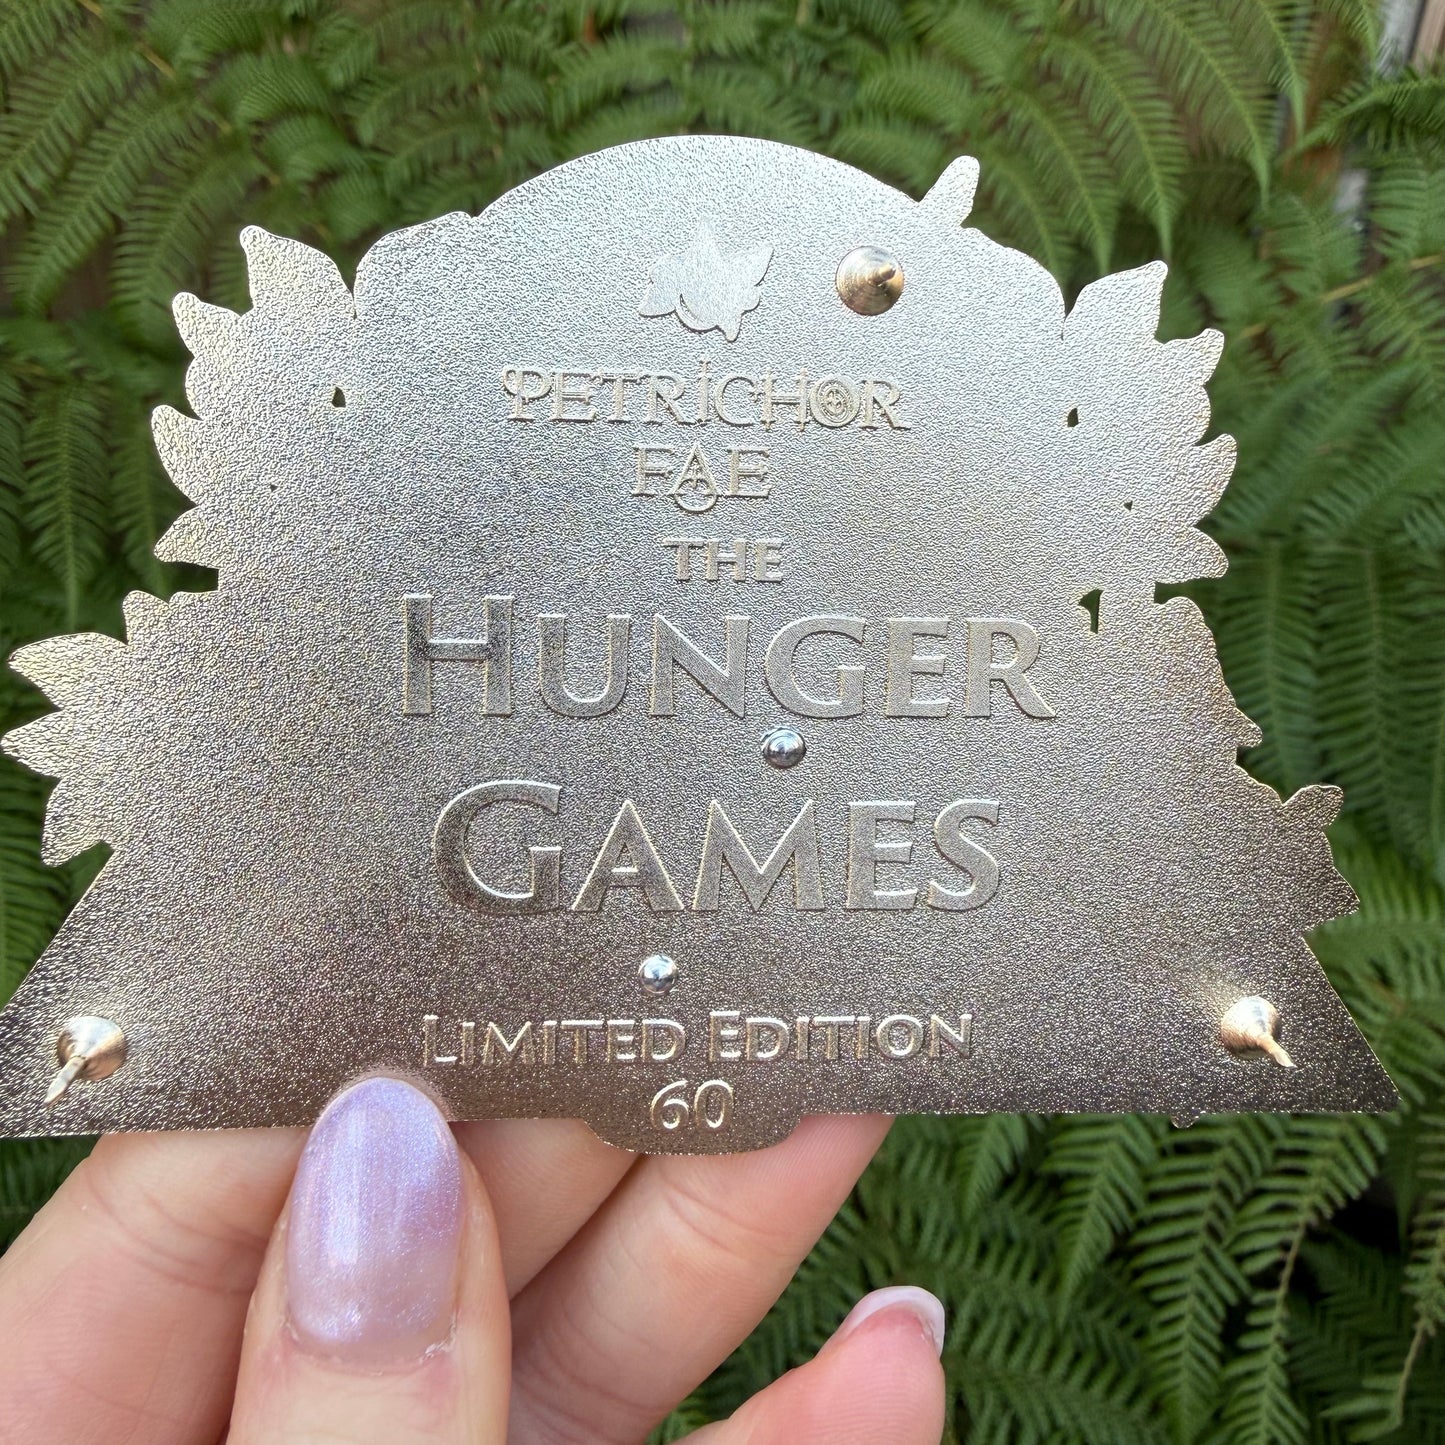 PETRICHOR
FAE
THE
HUNGER
GAMES
LIMITED EDITION
60